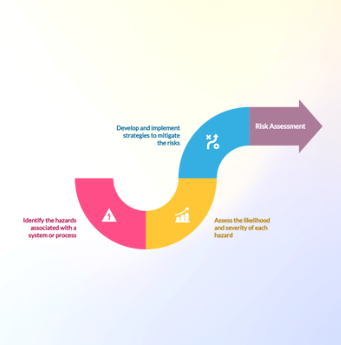 Develop and implement
strategies to mitigate
the risks
Risk Assessment
Identify the hazards
associated with a
system or process
Assess the likelihood
and severity of each
hazard